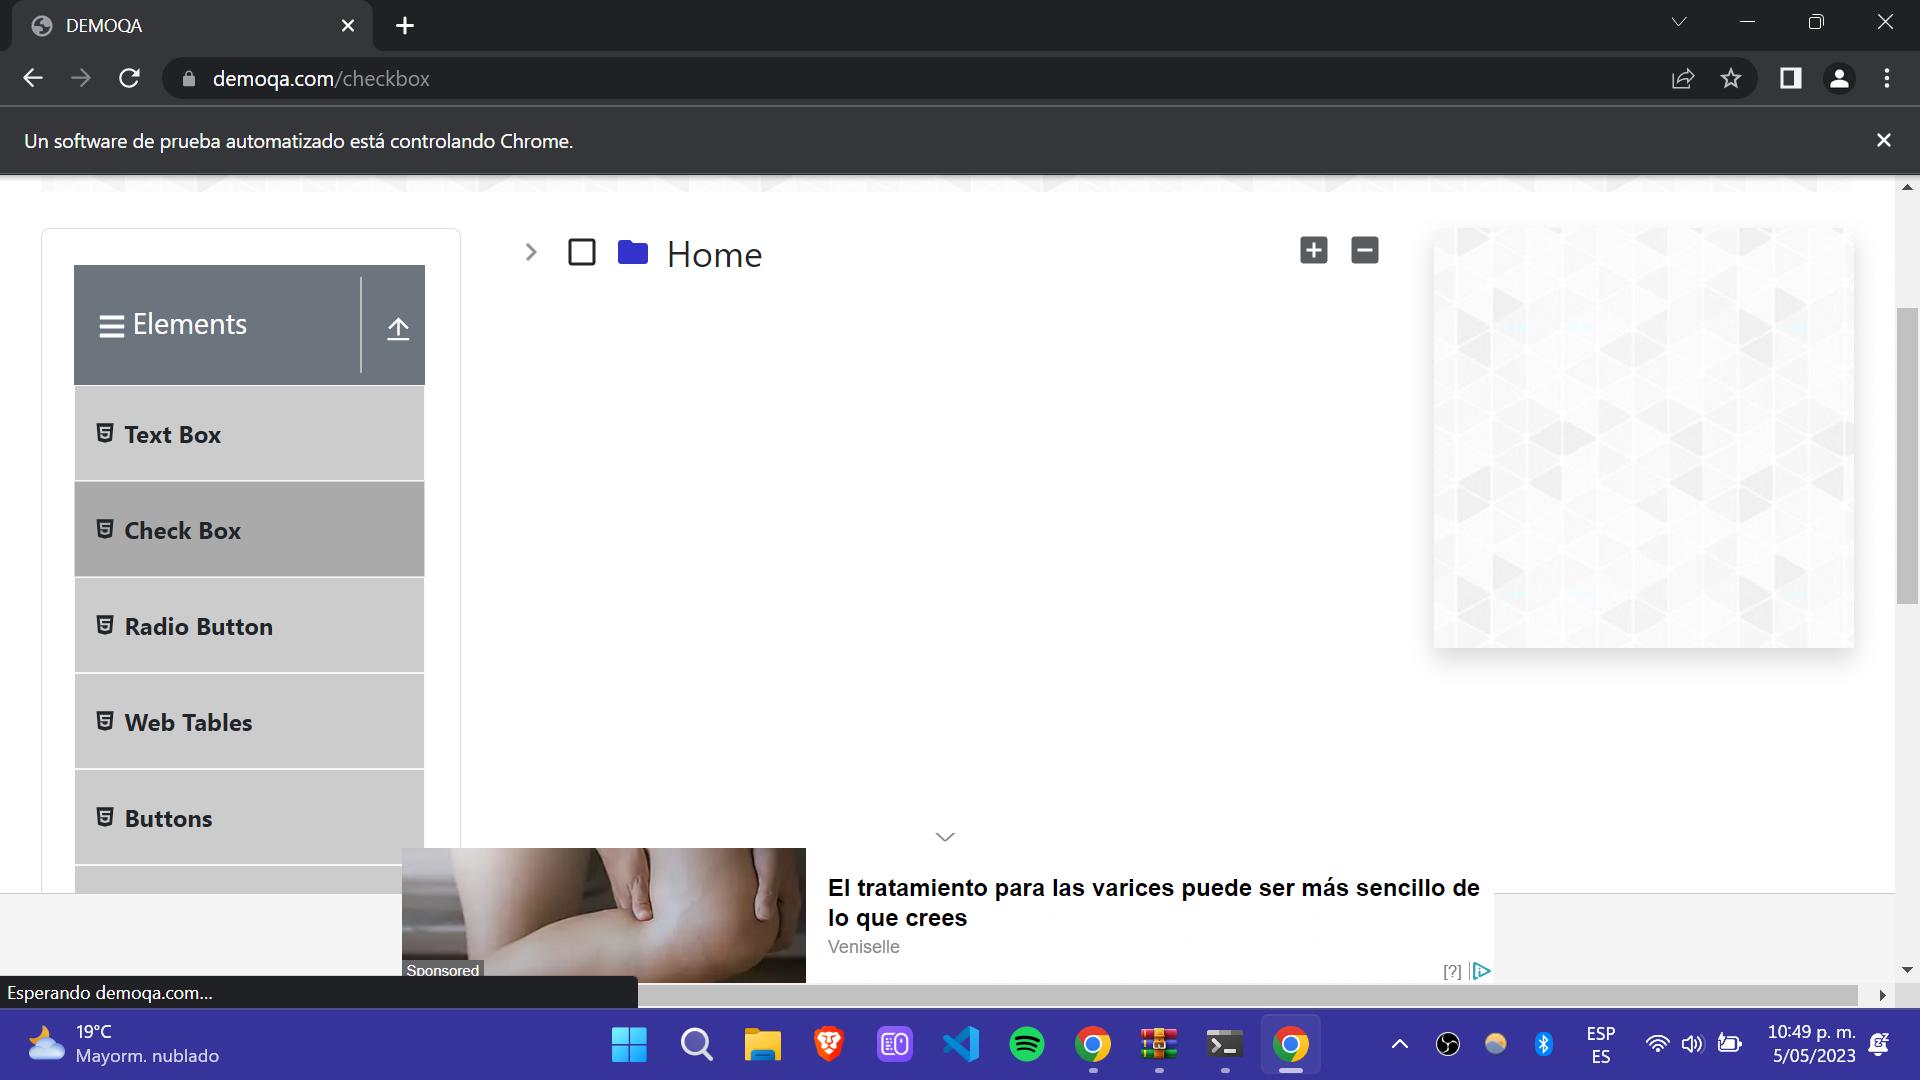 DEMOQA
demoqa.com/checkbox
Un software de prueba automatizado está controlando Chrome.
Home
Elements
Text Box
Check Box
Radio Button
Web Tables
Buttons
El tratamiento para las varices puede ser más sencillo de
lo que crees
Veniselle
Sponsored
[?]
Esperando demoqa.com...
19°C
Mayorm. nublado
ESP
ES
10:49 p. m.
5/05/2023